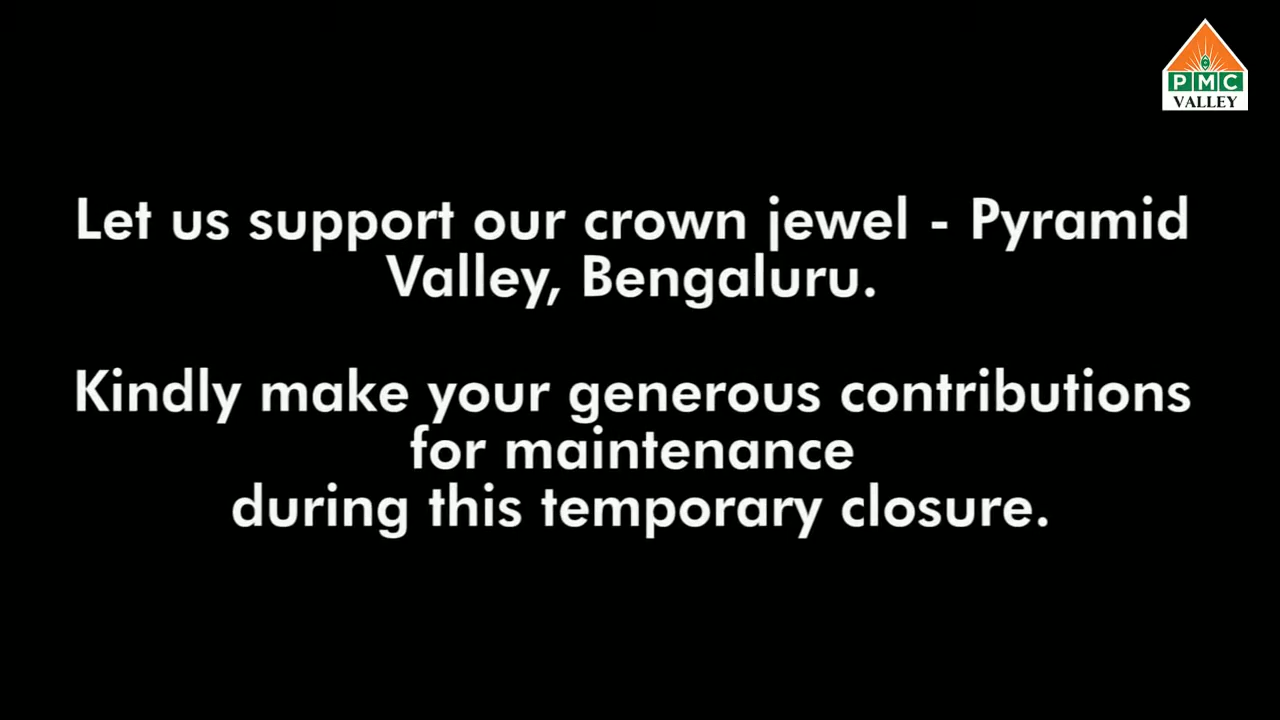 PMC
VALLEY
Let us support our crown jewel - Pyramid
Valley, Bengaluru.
Kindly make your generous contributions
for maintenance
during this temporary closure.